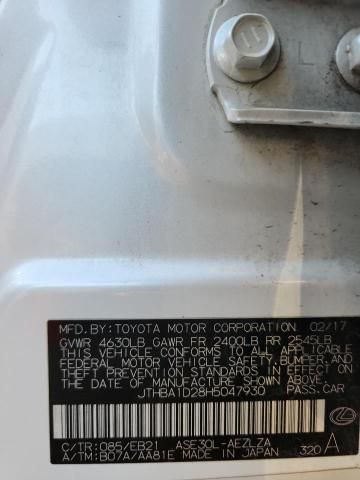 L
MFD. BY: TOYOTA MOTOR CORPORATION 02/17
GVWR 4630LB GAWR FR 2400LB RR 2545LB
THIS VEHICLE CONFORMS TO ALL APPLICABLE
FEDERAL MOTOR VEHICLE SAFETY, BUMPER, AND
THEFT PREVENTION STANDARDS IN EFFECT ON
THE DATE OF MANUFACTURE SHOWN ABOVE.
JTHBA1D28H5047930 PASS.CAR
C/TR: 085/EB21 ASE30L-AEZLZA
A/TM: B07A/AA81E MADE IN JAPAN 320 A